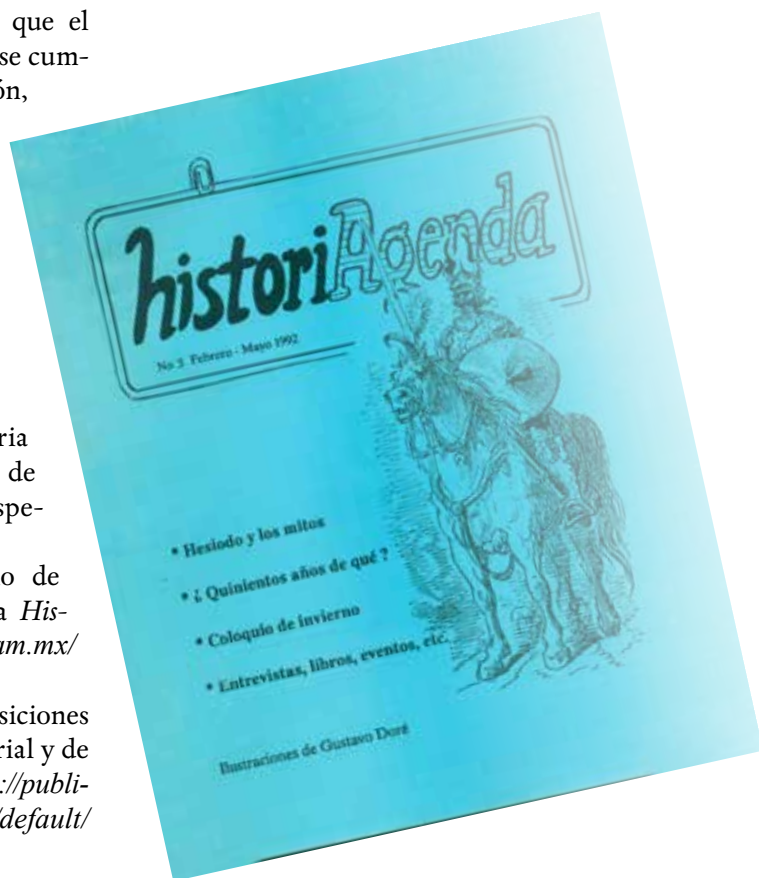 que el
se cum-
ón,
ria
de
spe-
o de
a His-
am.mx/
siciones
rial y de
://publi-
/default/
historiAgenda
No 3 Febrero - Mayo 1992
• Hesiodo y los mitos
• ¿ Quinientos años de qué ?
• Coloquio de invierno
• Entrevistas, libros, eventos, etc.
Ilustraciones de Gustavo Doré